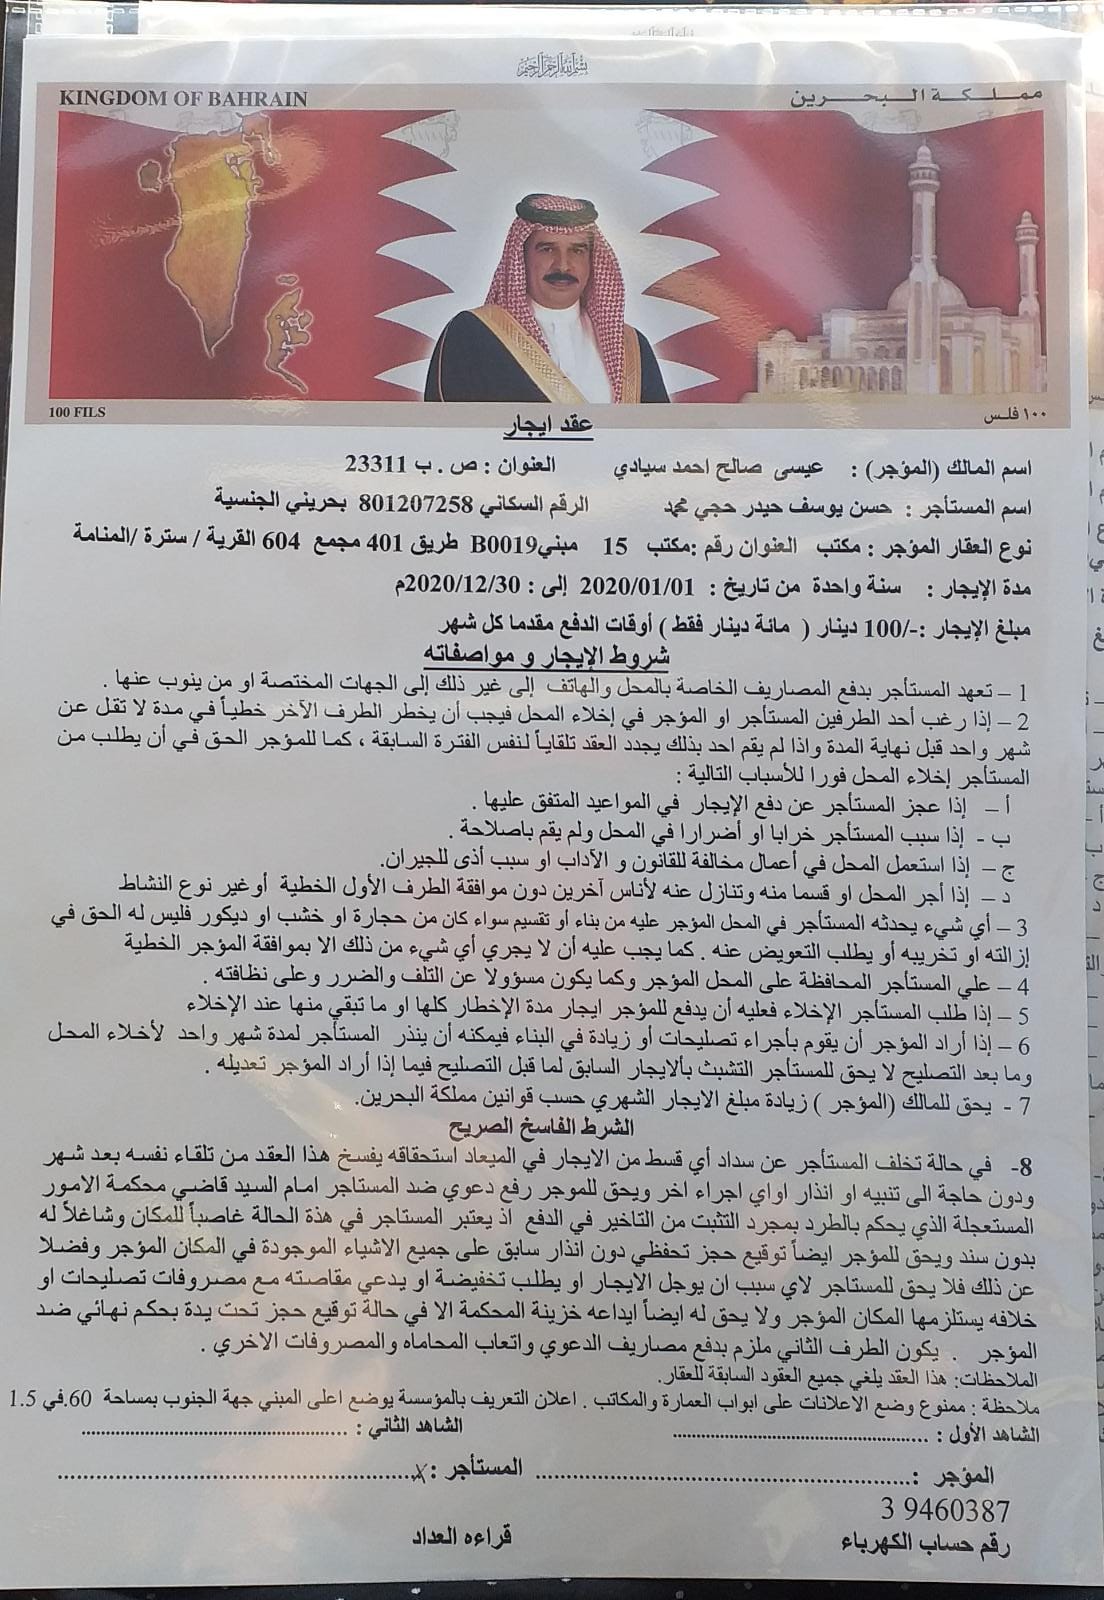 بسم الله الرحمن الرحيم
KINGDOM OF BAHRAIN
مملكة البحرين
100 FILS
١٠٠ فلس
عقد ايجار
اسم المالك (المؤجر) : عيسى صالح احمد سيادي العنوان : ص . ب 23311
اسم المستأجر : حسن يوسف حيدر حجي محمد الرقم السكاني 801207258 بحريني الجنسية
نوع العقار المؤجر : مكتب العنوان رقم :مكتب 15 مبنيB0019 طريق 401 مجمع 604 القرية / سترة /المنامة
مدة الإيجار : سنة واحدة من تاريخ : 2020/01/01 إلى : 2020/12/30م
مبلغ الإيجار :-/100 دينار ( مائة دينار فقط ) أوقات الدفع مقدما كل شهر
شروط الإيجار و مواصفاته
1 – تعهد المستأجر بدفع المصاريف الخاصة بالمحل والهاتف إلى غير ذلك إلى الجهات المختصة او من ينوب عنها .
2 – إذا رغب أحد الطرفين المستأجر او المؤجر في إخلاء المحل فيجب أن يخطر الطرف الآخر خطياً في مدة لا تقل عن
شهر واحد قبل نهاية المدة واذا لم يقم احد بذلك يجدد العقد تلقاياً لنفس الفترة السابقة ، كما للمؤجر الحق في أن يطلب من
المستأجر إخلاء المحل فورا للأسباب التالية :
أ – إذا عجز المستأجر عن دفع الإيجار في المواعيد المتفق عليها .
ب - إذا سبب المستأجر خرابا او أضرارا في المحل ولم يقم باصلاحة .
ج – إذا استعمل المحل في أعمال مخالفة للقانون و الآداب او سبب أذى للجيران.
د – إذا أجر المحل او قسما منه وتنازل عنه لأناس آخرين دون موافقة الطرف الأول الخطية أوغير نوع النشاط
3 – أي شيء يحدثه المستأجر في المحل المؤجر عليه من بناء أو تقسيم سواء كان من حجارة او خشب او ديكور فليس له الحق في
إزالته او تخريبه أو يطلب التعويض عنه . كما يجب عليه أن لا يجري أي شيء من ذلك الا بموافقة المؤجر الخطية
4 – علي المستأجر المحافظة على المحل المؤجر وكما يكون مسؤولا عن التلف والضرر وعلى نظافته .
5 – إذا طلب المستأجر الإخلاء فعليه أن يدفع للمؤجر ايجار مدة الإخطار كلها او ما تبقي منها عند الإخلاء
6 – إذا أراد المؤجر أن يقوم بأجراء تصليحات أو زيادة في البناء فيمكنه أن ينذر المستأجر لمدة شهر واحد لأخلاء المحل
وما بعد التصليح لا يحق للمستأجر التشبث بألايجار السابق لما قبل التصليح فيما إذا أراد المؤجر تعديله .
7 - يحق للمالك (المؤجر ) زيادة مبلغ الايجار الشهري حسب قوانين مملكة البحرين.
الشرط الفاسخ الصريح
8- في حالة تخلف المستأجر عن سداد أي قسط من الايجار في الميعاد استحقاقه يفسخ هذا العقد من تلقاء نفسه بعد شهر
ودون حاجة الى تنبيه او انذار اواي اجراء اخر ويحق للموجر رفع دعوي ضد المستاجر امام السيد قاضي محكمة الامور
المستعجلة الذي يحكم بالطرد بمجرد التثبت من التاخير في الدفع اذ يعتبر المستاجر في هذة الحالة غاصباً للمكان وشاغلاً له
بدون سند ويحق للمؤجر ايضاً توقيع حجز تحفظي دون انذار سابق على جميع الاشياء الموجودة في المكان المؤجر وفضلا
عن ذلك فلا يحق للمستاجر لاي سبب ان يوجل الايجار او يطلب تخفيضة او يدعي مقاصته مع مصروفات تصليحات او
خلافه يستلزمها المكان المؤجر ولا يحق له ايضاً ايداعه خزينة المحكمة الا في حالة توقيع حجز تحت يدة بحكم نهائي ضد
المؤجر . يكون الطرف الثاني ملزم بدفع مصاريف الدعوي واتعاب المحاماه والمصروفات الاخري .
الملاحظات: هذا العقد يلغي جميع العقود السابقة للعقار.
ملاحظة : ممنوع وضع الاعلانات على ابواب العمارة والمكاتب . اعلان التعريف بالمؤسسة يوضع اعلى المبني جهة الجنوب بمساحة 60.في 1.5
الشاهد الأول : .................... الشاهد الثاني : ....................
المؤجر :.................... المستأجر :x....................
3 9460387
رقم حساب الكهرباء قراءه العداد